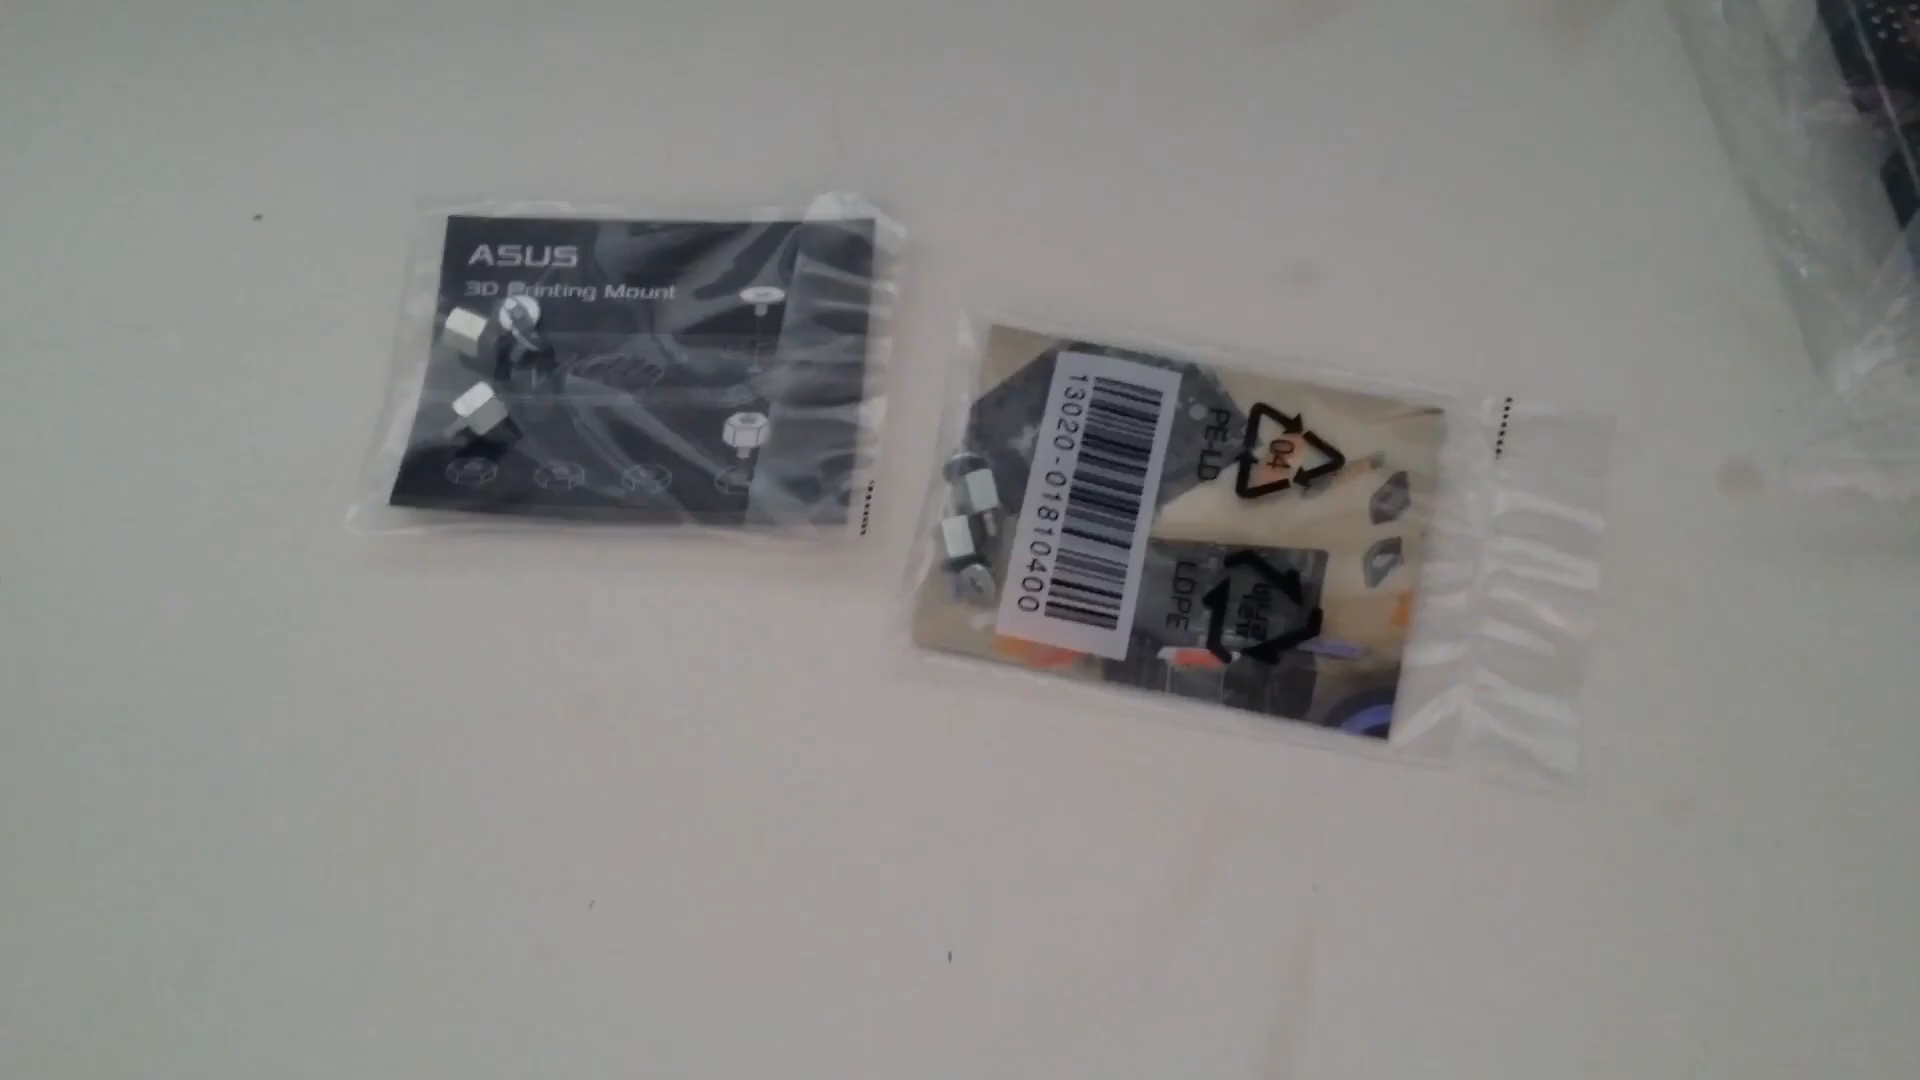 ASUS
3D Printing Mount
13020-01810400
PE-LD
04
LDPE